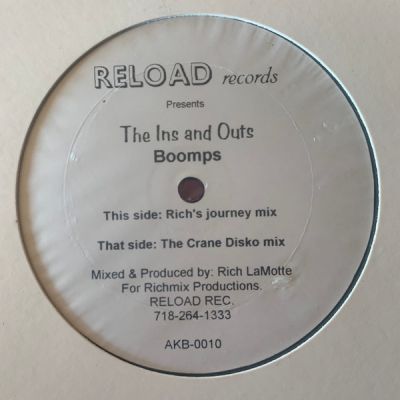 RELOAD records
Presents
The Ins and Outs
Boomps
This side: Rich's journey mix
That side: The Crane Disko mix
Mixed & Produced by: Rich LaMotte
For Richmix Productions.
RELOAD REC.
718-264-1333
AKB-0010